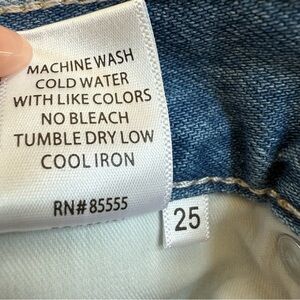 MACHINE WASH
COLD WATER
WITH LIKE COLORS
NO BLEACH
TUMBLE DRY LOW
COOL IRON
RN#85555
25